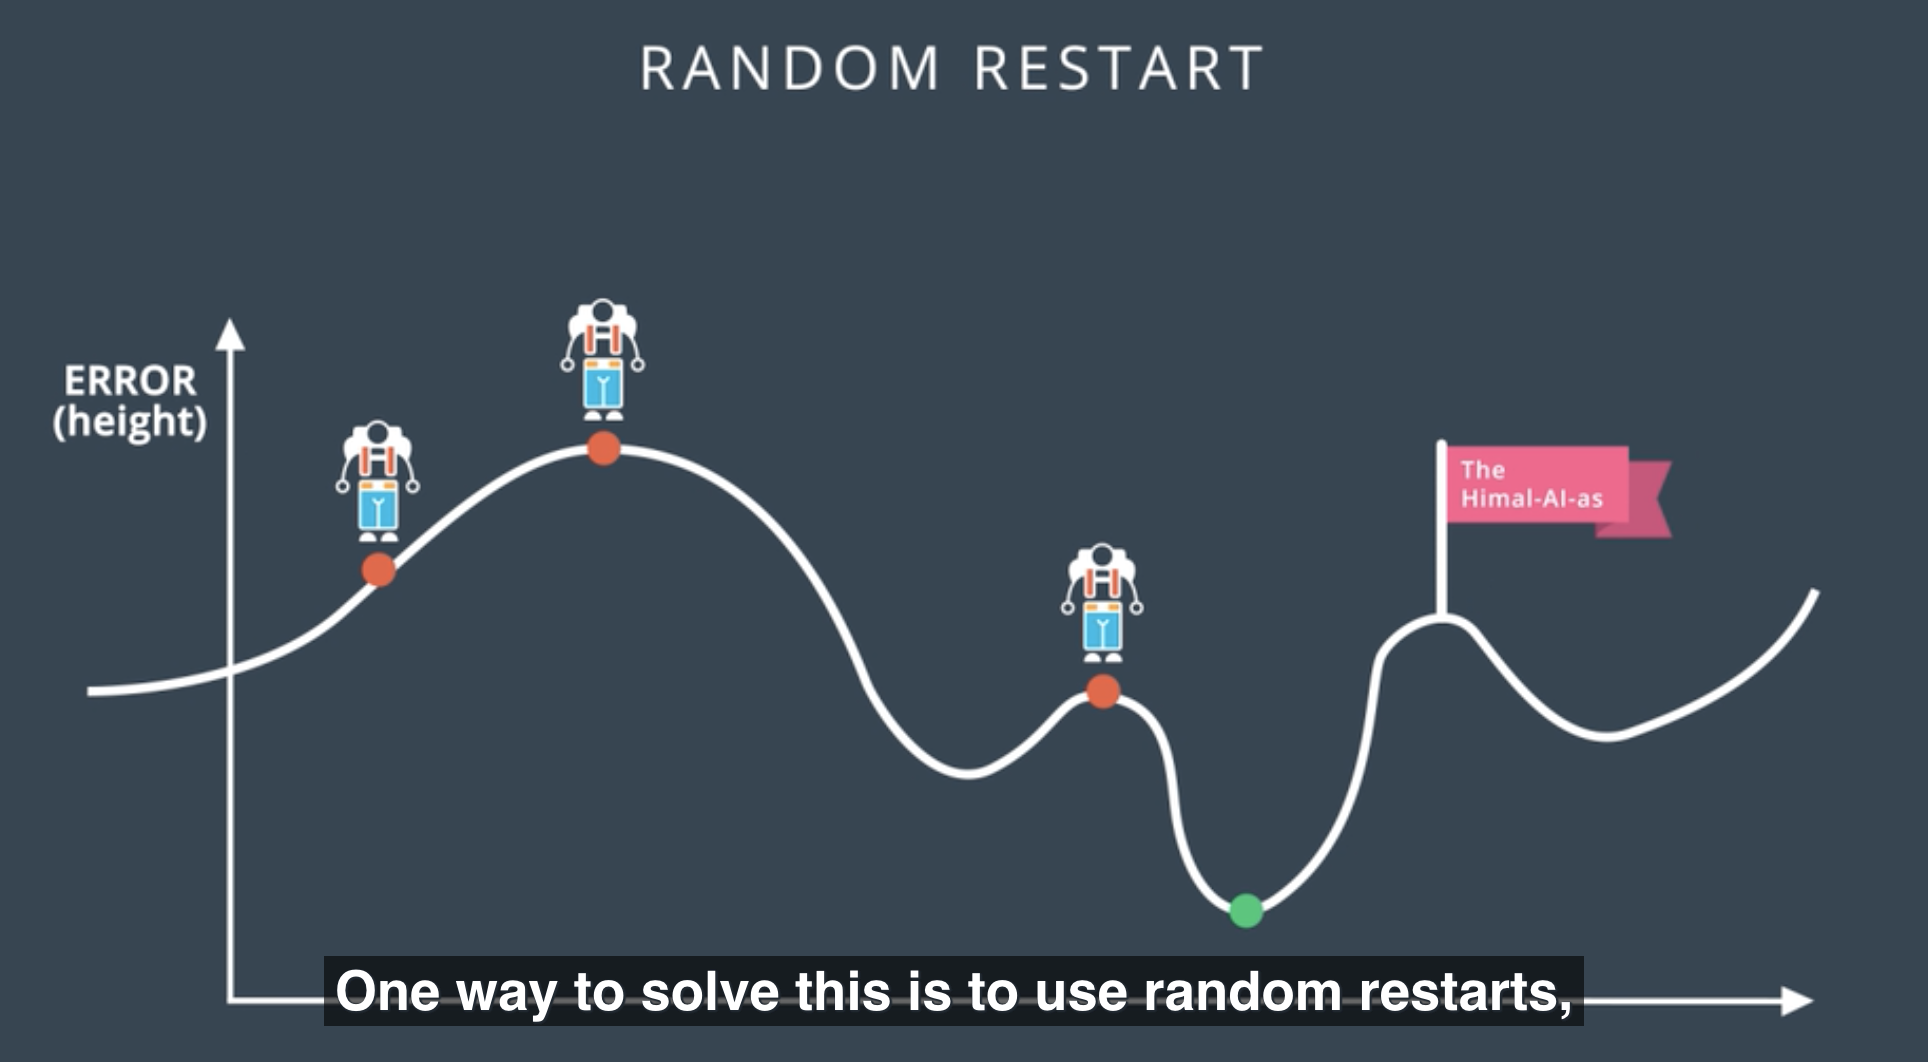 RANDOM RESTART
ERROR
(height)
The
Himal-AI-as
One way to solve this is to use random restarts,